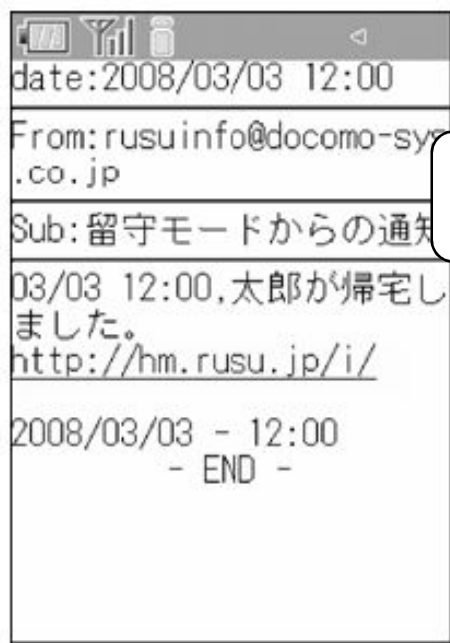 date:2008/03/03 12:00
From:rusuinfo@docomo-sys
.co.jp
Sub:留守モードからの通知
03/03 12:00,太郎が帰宅し
ました。
http://hm.rusu.jp/i/
2008/03/03 - 12:00
- END -